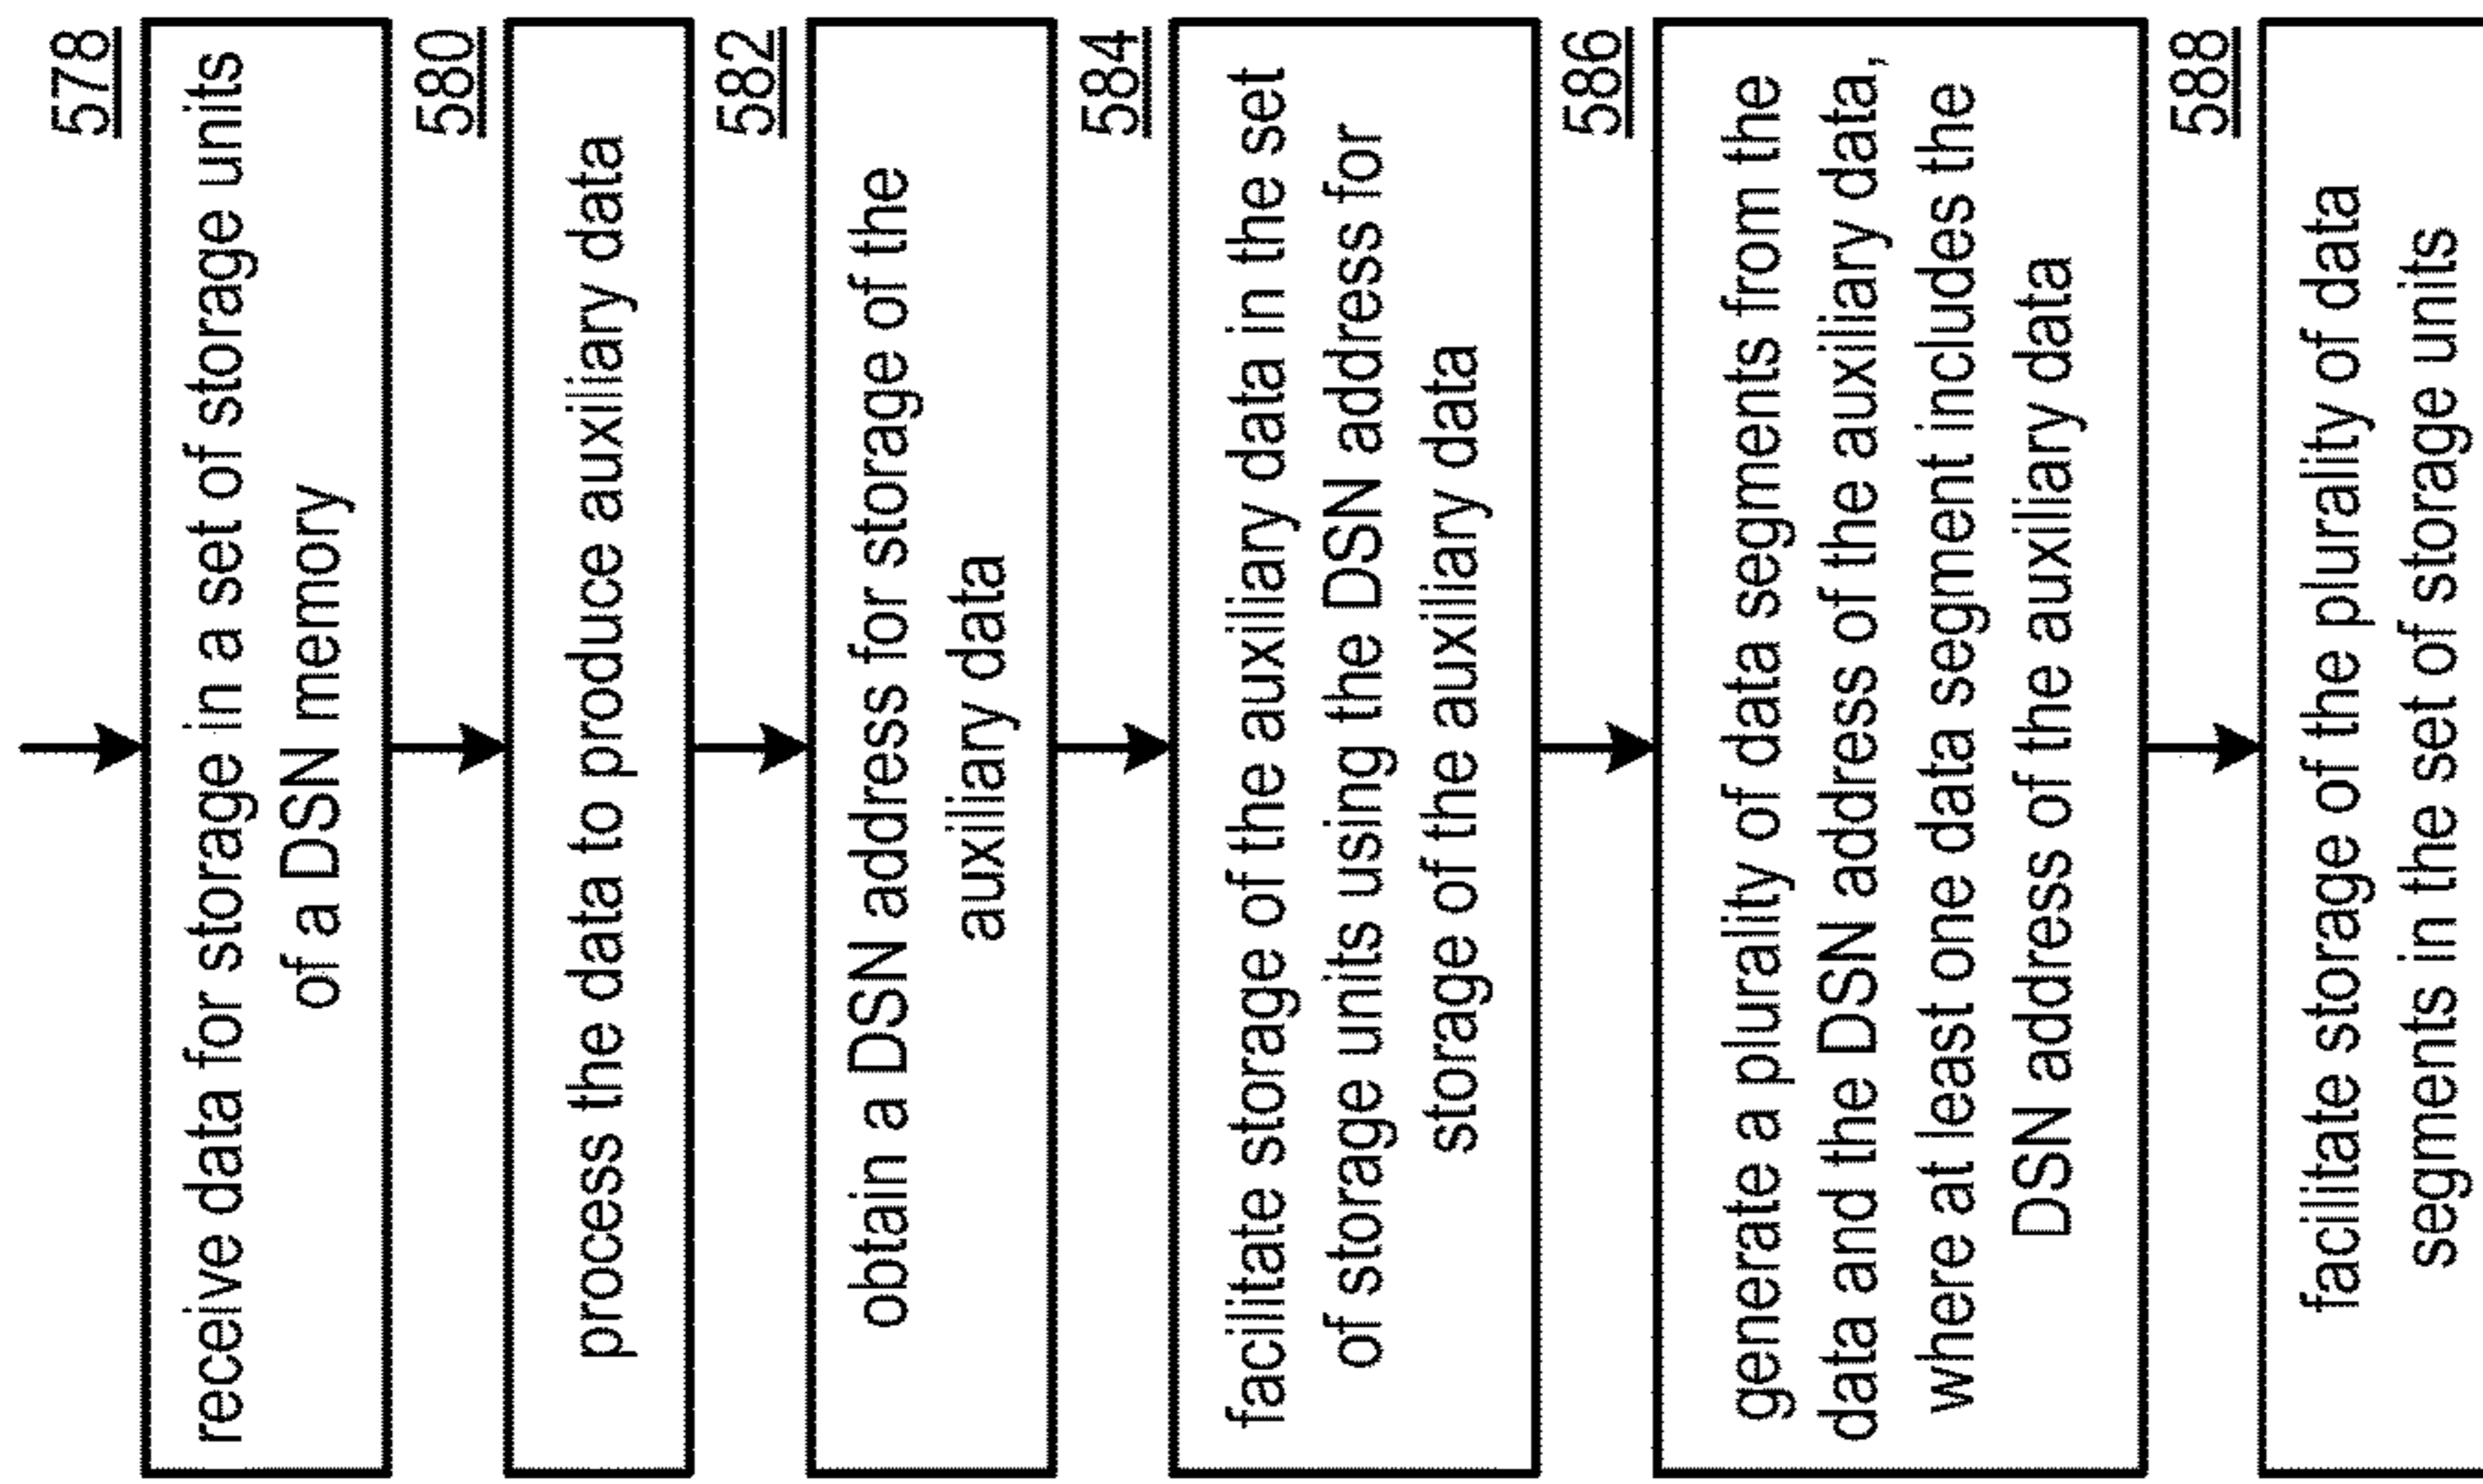 578
receive data for storage in a set of storage units
of a DSN memory
580
process the data to produce auxiliary data
582
obtain a DSN address for storage of the
auxiliary data
584
facilitate storage of the auxiliary data in the set
of storage units using the DSN address for
storage of the auxiliary data
586
generate a plurality of data segments from the
data and the DSN address of the auxiliary data,
where at least one data segment includes the
DSN address of the auxiliary data
588
facilitate storage of the plurality of data
segments in the set of storage units